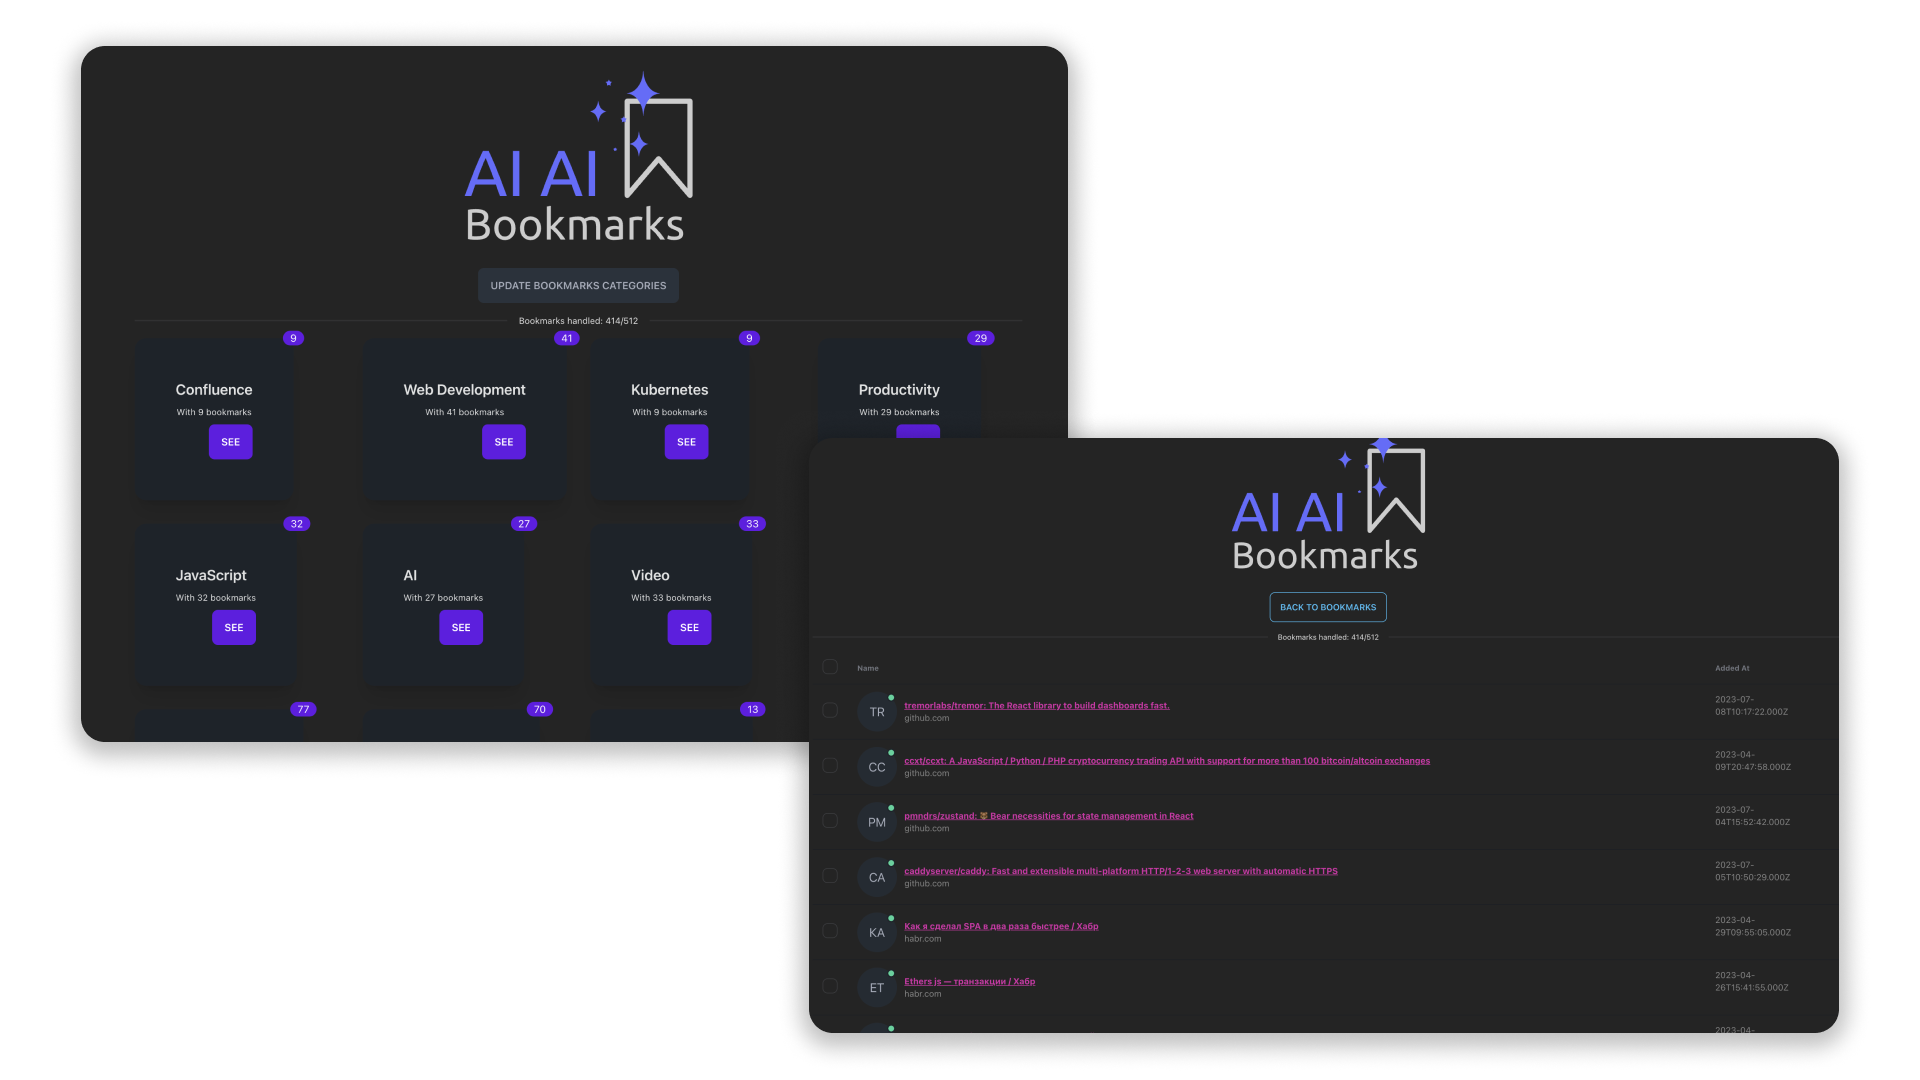 AI AI
Bookmarks
UPDATE BOOKMARKS CATEGORIES
Bookmarks handled: 414/512
9
41
9
29
Confluence
Web Development
Kubernetes
Productivity
With 9 bookmarks
With 41 bookmarks
With 9 bookmarks
With 29 bookmarks
SEE
SEE
SEE
32
27
33
JavaScript
AI
Video
With 32 bookmarks
With 27 bookmarks
With 33 bookmarks
SEE
SEE
SEE
77
70
13
AI AI
Bookmarks
BACK TO BOOKMARKS
Bookmarks handled: 414/512
Name
Added At
TR
tremorlabs/tremor: The React library to build dashboards fast.
github.com
2023-07-
08T10:17:22.000Z
CC
ccxt/ccxt: A JavaScript / Python / PHP cryptocurrency trading API with support for more than 100 bitcoin/altcoin exchanges
github.com
2023-04-
09T20:47:58.000Z
PM
pmndrs/zustand: 🐻 Bear necessities for state management in React
github.com
2023-07-
04T15:52:42.000Z
CA
caddyserver/caddy: Fast and extensible multi-platform HTTP/1-2-3 web server with automatic HTTPS
github.com
2023-07-
05T10:50:29.000Z
KA
Как я сделал SPA в два раза быстрее / Хабр
habr.com
2023-04-
29T09:55:05.000Z
ET
Ethers js — транзакции / Хабр
habr.com
2023-04-
26T15:41:55.000Z
2023-04-